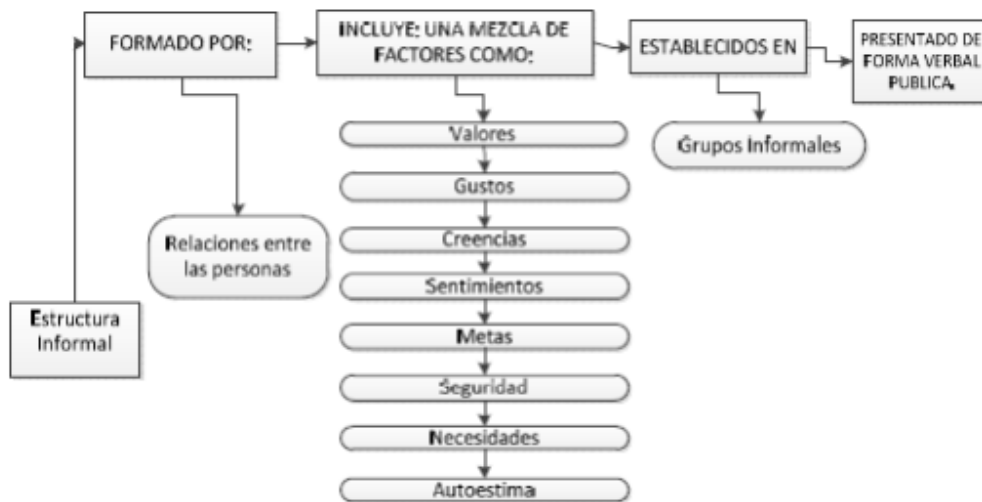 FORMADO POR:
INCLUYE: UNA MEZCLA DE
FACTORES COMO:
ESTABLECIDOS EN
PRESENTADO DE
FORMA VERBAL
PUBLICA.
Valores
Gustos
Creencias
Sentimientos
Metas
Seguridad
Necesidades
Autoestima
Grupos Informales
Relaciones entre
las personas
Estructura
Informal